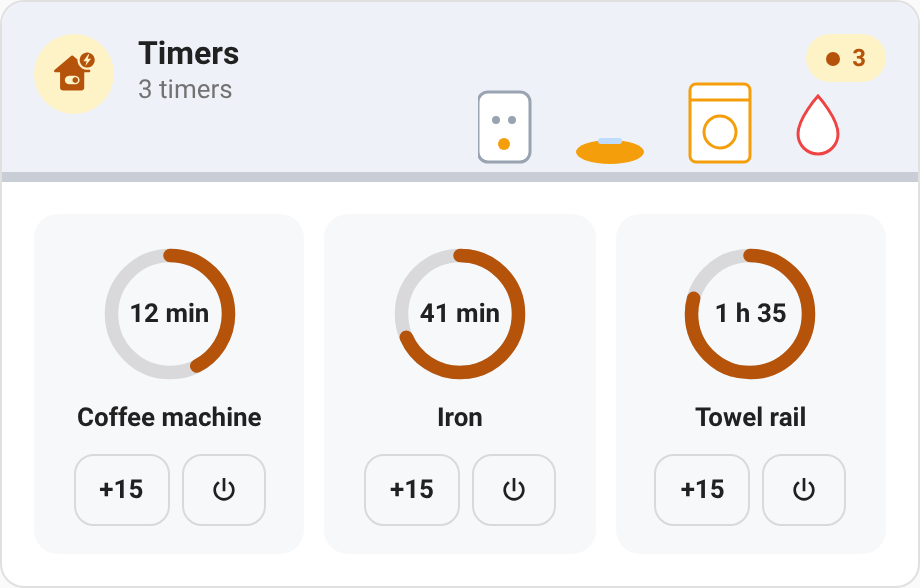 Timers
3 timers
3
12 min
41 min
1 h 35
Coffee machine
Iron
Towel rail
+15
+15
+15